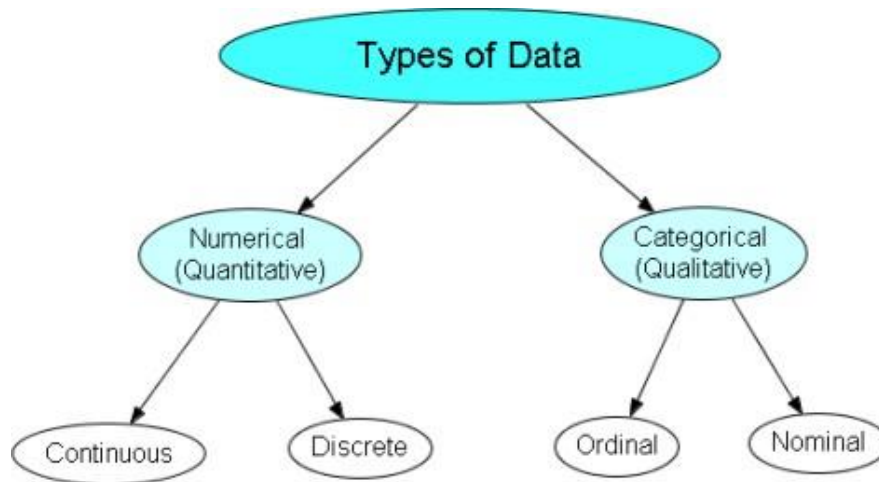 Types of Data
Numerical
(Quantitative)
Categorical
(Qualitative)
Continuous
Discrete
Ordinal
Nominal